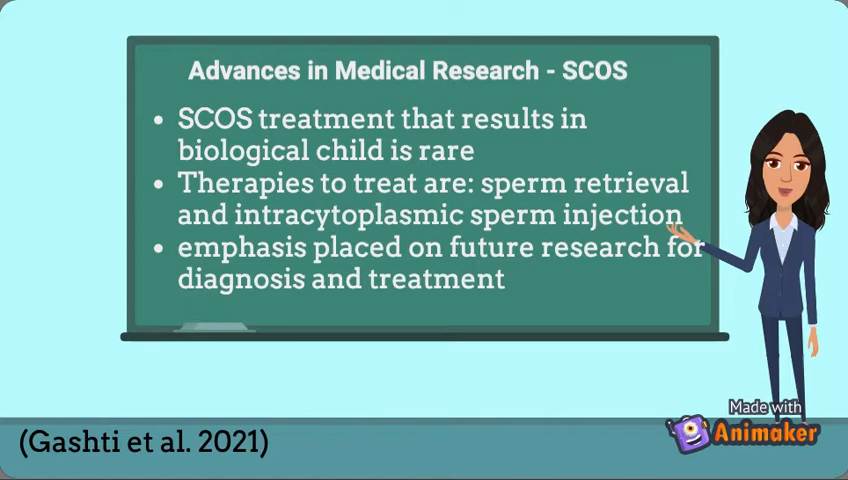 Advances in Medical Research - SCOS
• SCOS treatment that results in
biological child is rare
• Therapies to treat are: sperm retrieval
and intracytoplasmic sperm injection
• emphasis placed on future research for
diagnosis and treatment
Made with
Animaker
(Gashti et al. 2021)